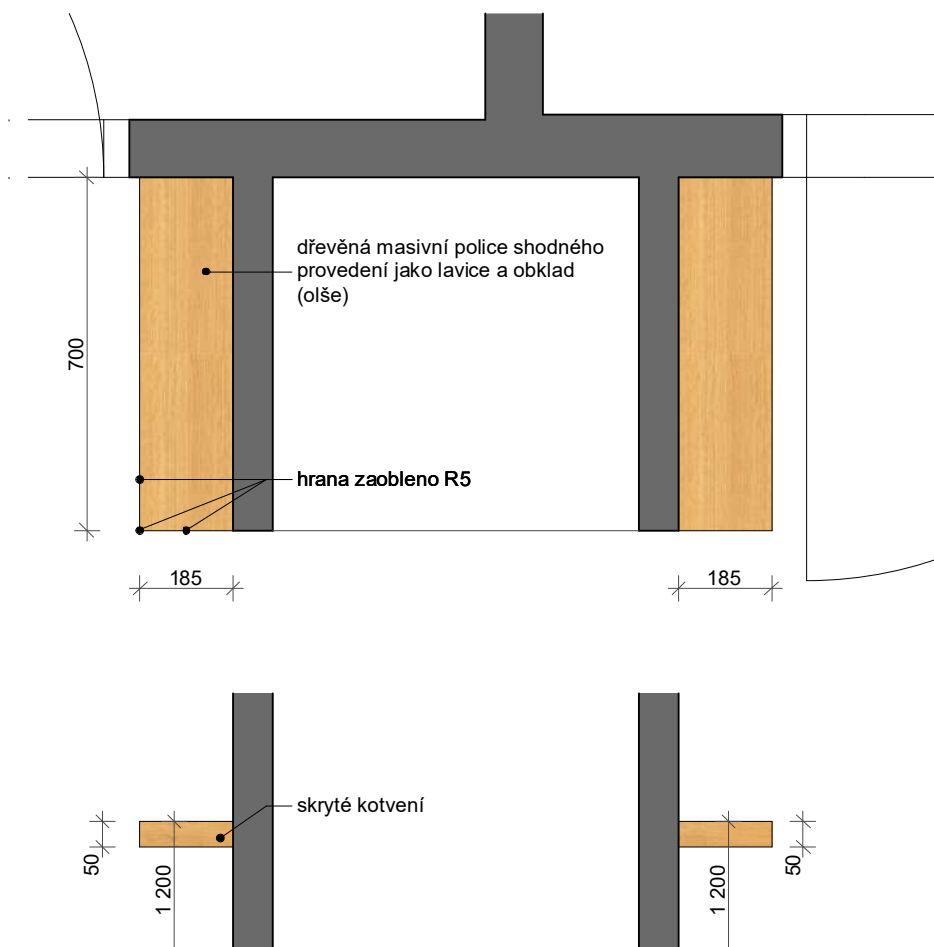 dřevěná masivní police shodného
provedení jako lavice a obklad
(olše)
700
hrana zaobleno R5
185
185
skryté kotvení
50
1 200
1 200
50